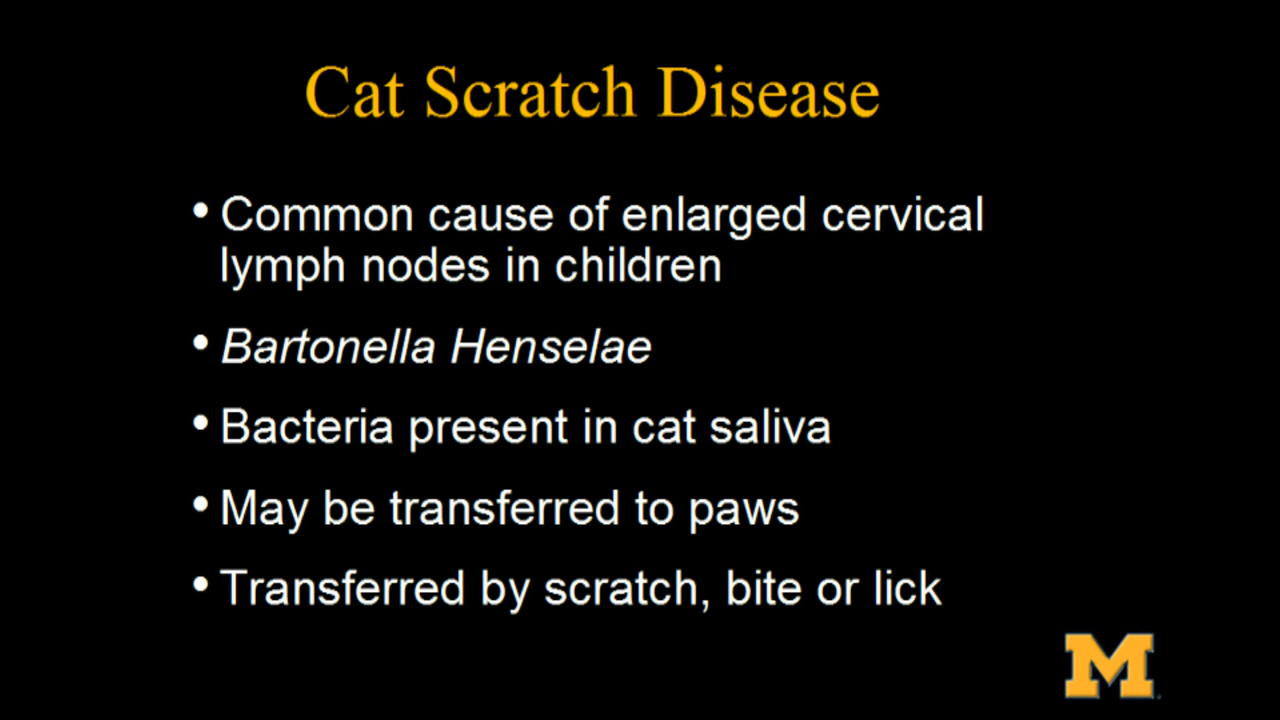 Cat Scratch Disease
• Common cause of enlarged cervical
lymph nodes in children
• Bartonella Henselae
• Bacteria present in cat saliva
• May be transferred to paws
• Transferred by scratch, bite or lick
M